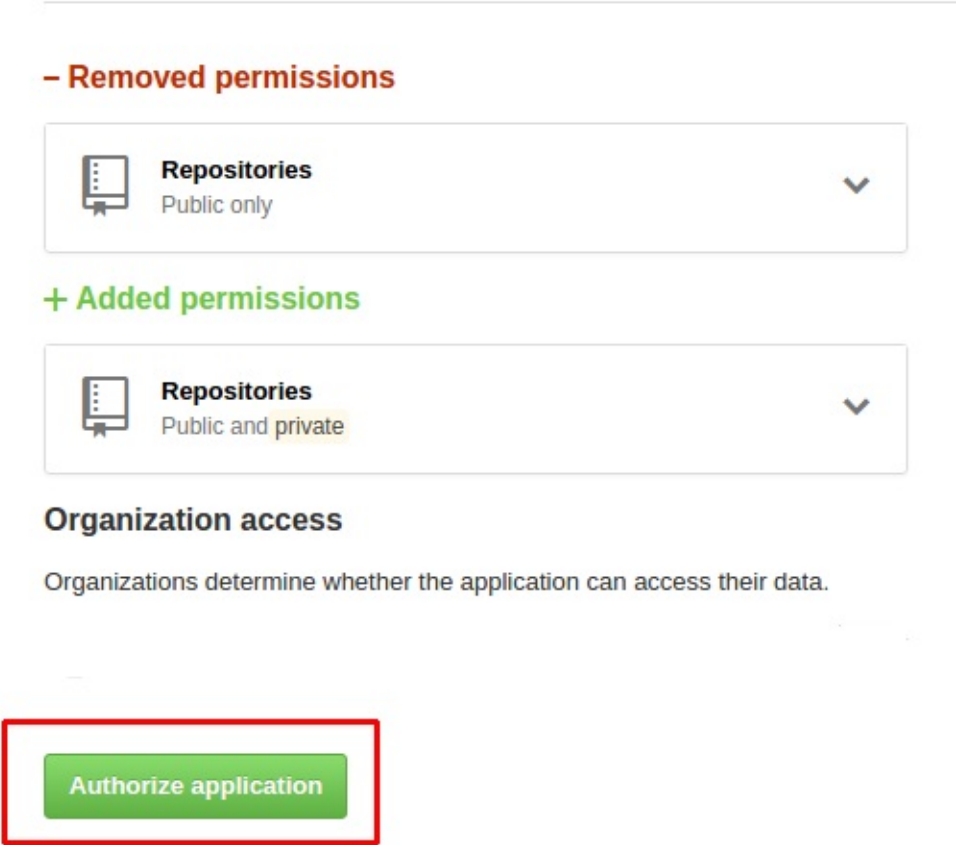 – Removed permissions
Repositories
Public only
+ Added permissions
Repositories
Public and private
Organization access
Organizations determine whether the application can access their data.
Authorize application